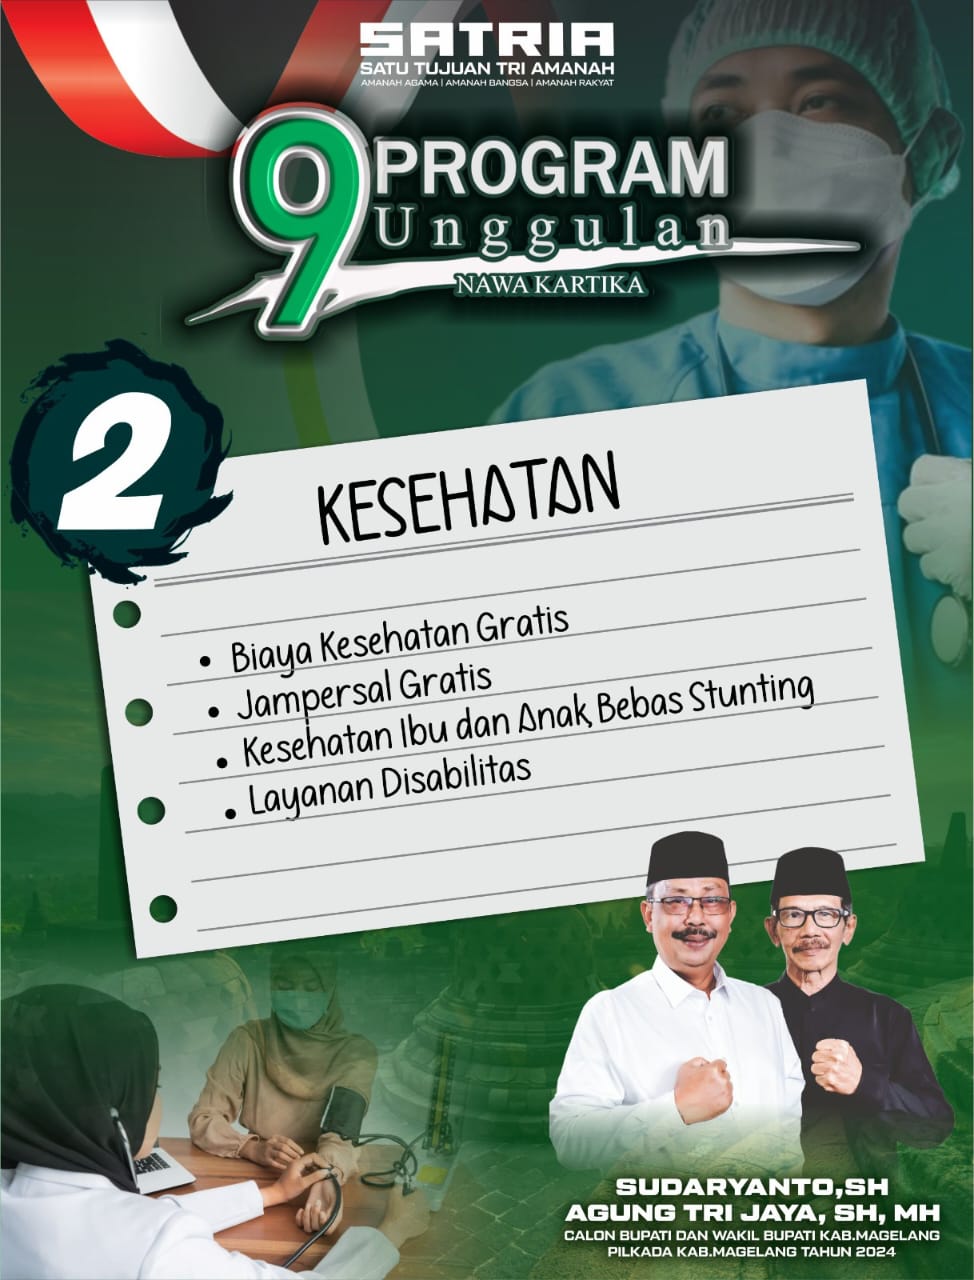 SATRIA
SATU TUJUAN TRI AMANAH
AMANAH AGAMA | AMANAH BANGSA | AMANAH RAKYAT
9 PROGRAM
Unggulan
NAWA KARTIKA
2
KESEHATAN
• Biaya Kesehatan Gratis
• Jampersal Gratis
• Kesehatan Ibu dan Anak, Bebas Stunting
• Layanan Disabilitas
SUDARYANTO,SH
AGUNG TRI JAYA, SH, MH
CALON BUPATI DAN WAKIL BUPATI KAB.MAGELANG
PILKADA KAB.MAGELANG TAHUN 2024